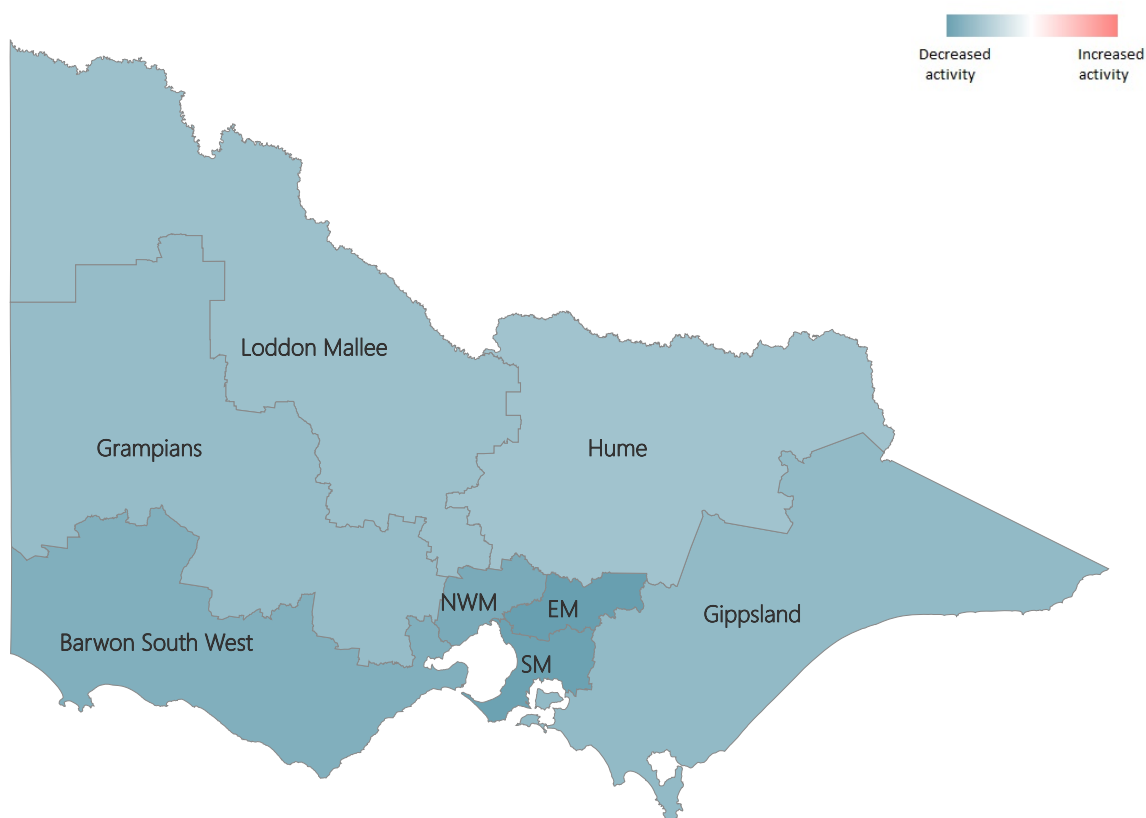 Decreased
activity
Increased
activity
Loddon Mallee
Grampians
Hume
NWM
EM
Gippsland
Barwon South West
SM